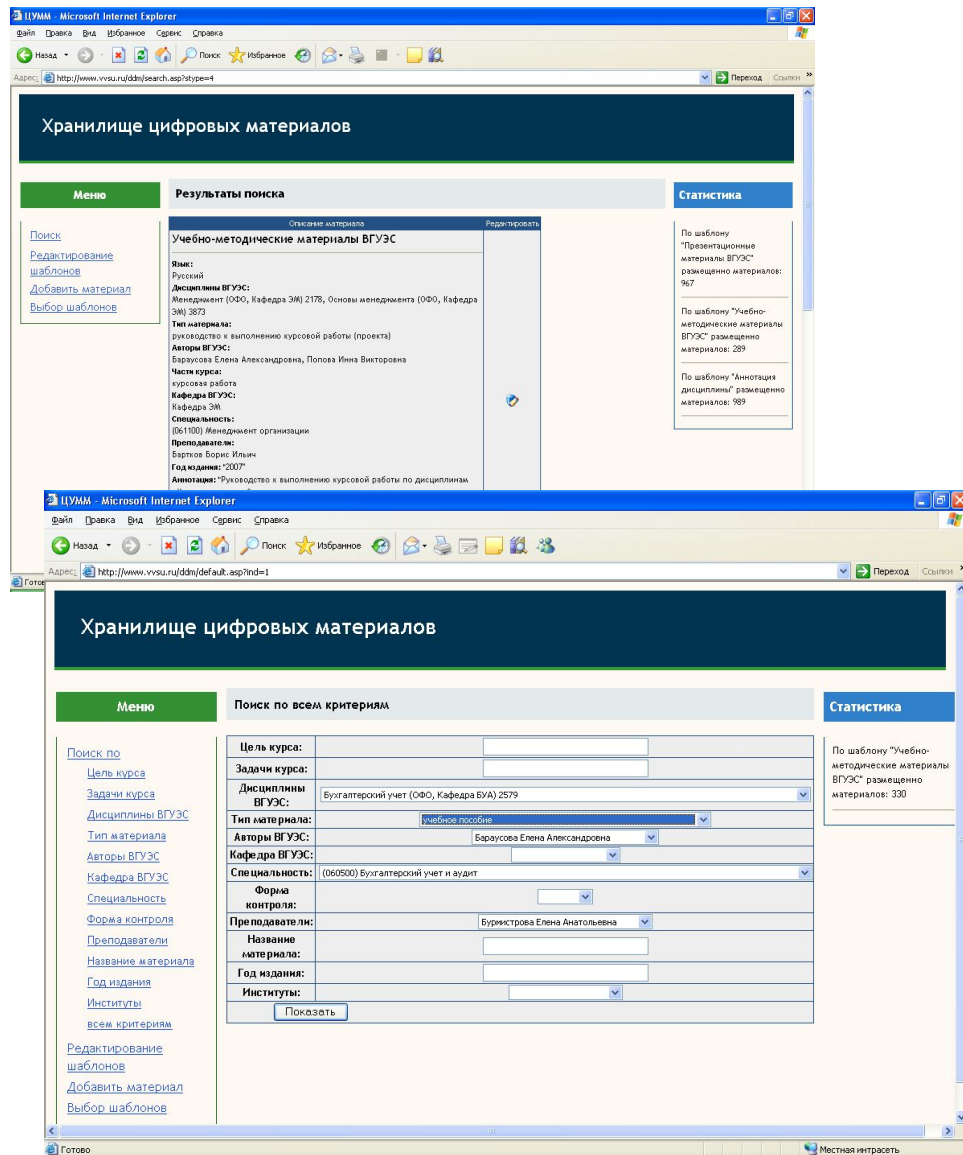 ЦУММ - Microsoft Internet Explorer
Файл Правка Вид Избранное Сервис Справка
Назад Поиск Избранное
Адрес: http://www.vvsu.ru/ddm/search.asp?stype=4 Переход Ссылки »
Хранилище цифровых материалов
Меню
Поиск
Редактирование
шаблонов
Добавить материал
Выбор шаблонов
Результаты поиска
Описание материала Редактировать
Учебно-методические материалы ВГУЭС
Язык:
Русский
Дисциплины ВГУЭС:
Менеджмент (ОФО, Кафедра ЭМ) 2178, Основы менеджмента (ОФО, Кафедра
ЭМ) 3873
Тип материала:
руководство к выполнению курсовой работы (проекта)
Авторы ВГУЭС:
Бараусова Елена Александровна, Попова Инна Викторовна
Части курса:
курсовая работа
Кафедра ВГУЭС:
Кафедра ЭМ
Специальность:
(061100) Менеджмент организации
Преподаватели:
Бартков Борис Ильич
Год издания: "2007"
Аннотация: "Руководство к выполнению курсовой работы по дисциплинам
Статистика
По шаблону
"Презентационные
материалы ВГУЭС"
размещенно материалов:
967
По шаблону "Учебно-
методические материалы
ВГУЭС" размещенно
материалов: 289
По шаблону "Аннотация
дисциплины" размещенно
материалов: 989
ЦУММ - Microsoft Internet Explorer
Файл Правка Вид Избранное Сервис Справка
Назад Поиск Избранное
Адрес: http://www.vvsu.ru/ddm/default.asp?ind=1 Переход Ссылки »
Хранилище цифровых материалов
Меню
Поиск по
Цель курса
Задачи курса
Дисциплины ВГУЭС
Тип материала
Авторы ВГУЭС
Кафедра ВГУЭС
Специальность
Форма контроля
Преподаватели
Название материала
Год издания
Институты
всем критериям
Редактирование
шаблонов
Добавить материал
Выбор шаблонов
Поиск по всем критериям
Цель курса:
Задачи курса:
Дисциплины
ВГУЭС: Бухгалтерский учет (ОФО, Кафедра БУА) 2579
Тип материала: учебное пособие
Авторы ВГУЭС: Бараусова Елена Александровна
Кафедра ВГУЭС:
Специальность: (060500) Бухгалтерский учет и аудит
Форма
контроля:
Преподаватели: Бурмистрова Елена Анатольевна
Название
материала:
Год издания:
Институты:
Показать
Статистика
По шаблону "Учебно-
методические материалы
ВГУЭС" размещенно
материалов: 330
Готово Местная интрасеть